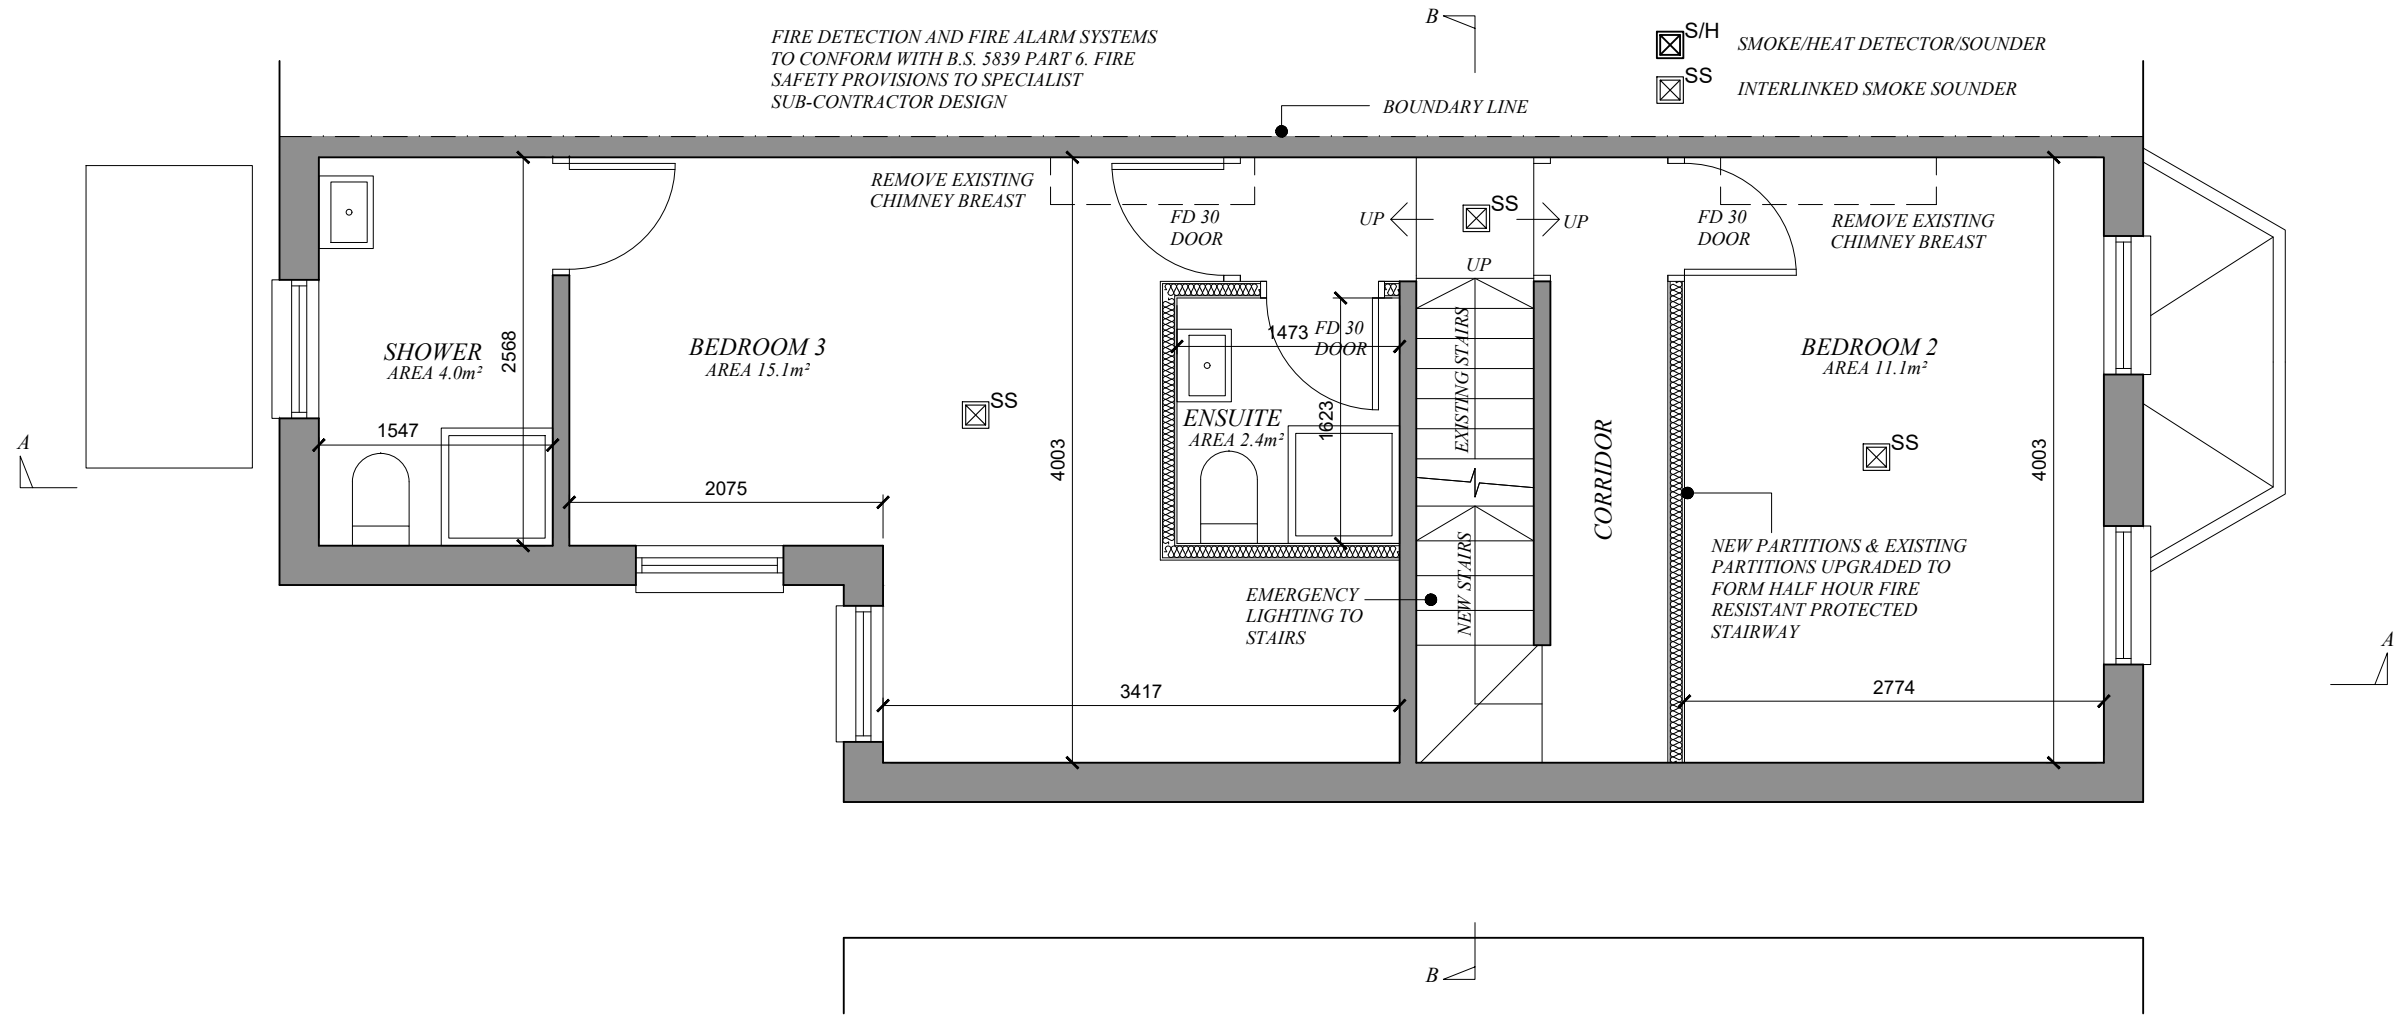 FIRE DETECTION AND FIRE ALARM SYSTEMS
TO CONFORM WITH B.S. 5839 PART 6. FIRE
SAFETY PROVISIONS TO SPECIALIST
SUB-CONTRACTOR DESIGN
B
S/H
SMOKE/HEAT DETECTOR/SOUNDER
SS
INTERLINKED SMOKE SOUNDER
BOUNDARY LINE
REMOVE EXISTING
CHIMNEY BREAST
FD 30
DOOR
UP
SS
UP
UP
FD 30
DOOR
REMOVE EXISTING
CHIMNEY BREAST
SHOWER
AREA 4.0m²
2568
1547
BEDROOM 3
AREA 15.1m²
SS
2075
4003
1473
FD 30
DOOR
ENSUITE
AREA 2.4m²
1623
EXISTING STAIRS
NEW STAIRS
CORRIDOR
BEDROOM 2
AREA 11.1m²
SS
4003
A
NEW PARTITIONS & EXISTING
PARTITIONS UPGRADED TO
FORM HALF HOUR FIRE
RESISTANT PROTECTED
STAIRWAY
EMERGENCY
LIGHTING TO
STAIRS
3417
2774
A
B